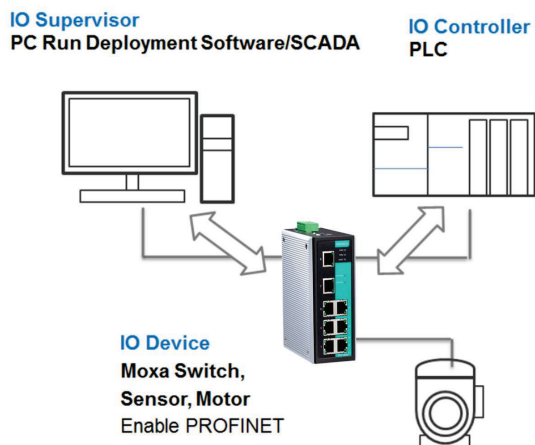 IO Supervisor
PC Run Deployment Software/SCADA
IO Controller
PLC
IO Device
Moxa Switch,
Sensor, Motor
Enable PROFINET